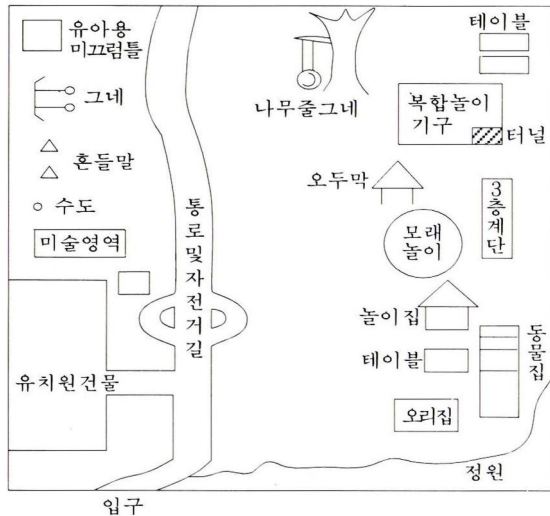 유아용
미끄럼틀
그네
흔들말
수도
미술영역
유치원건물
입구
통로및자전거길
나무줄그네
테이블
복합놀이
기구
터널
오두막
3층계단
모래
놀이
놀이집
테이블
동물집
오리집
정원